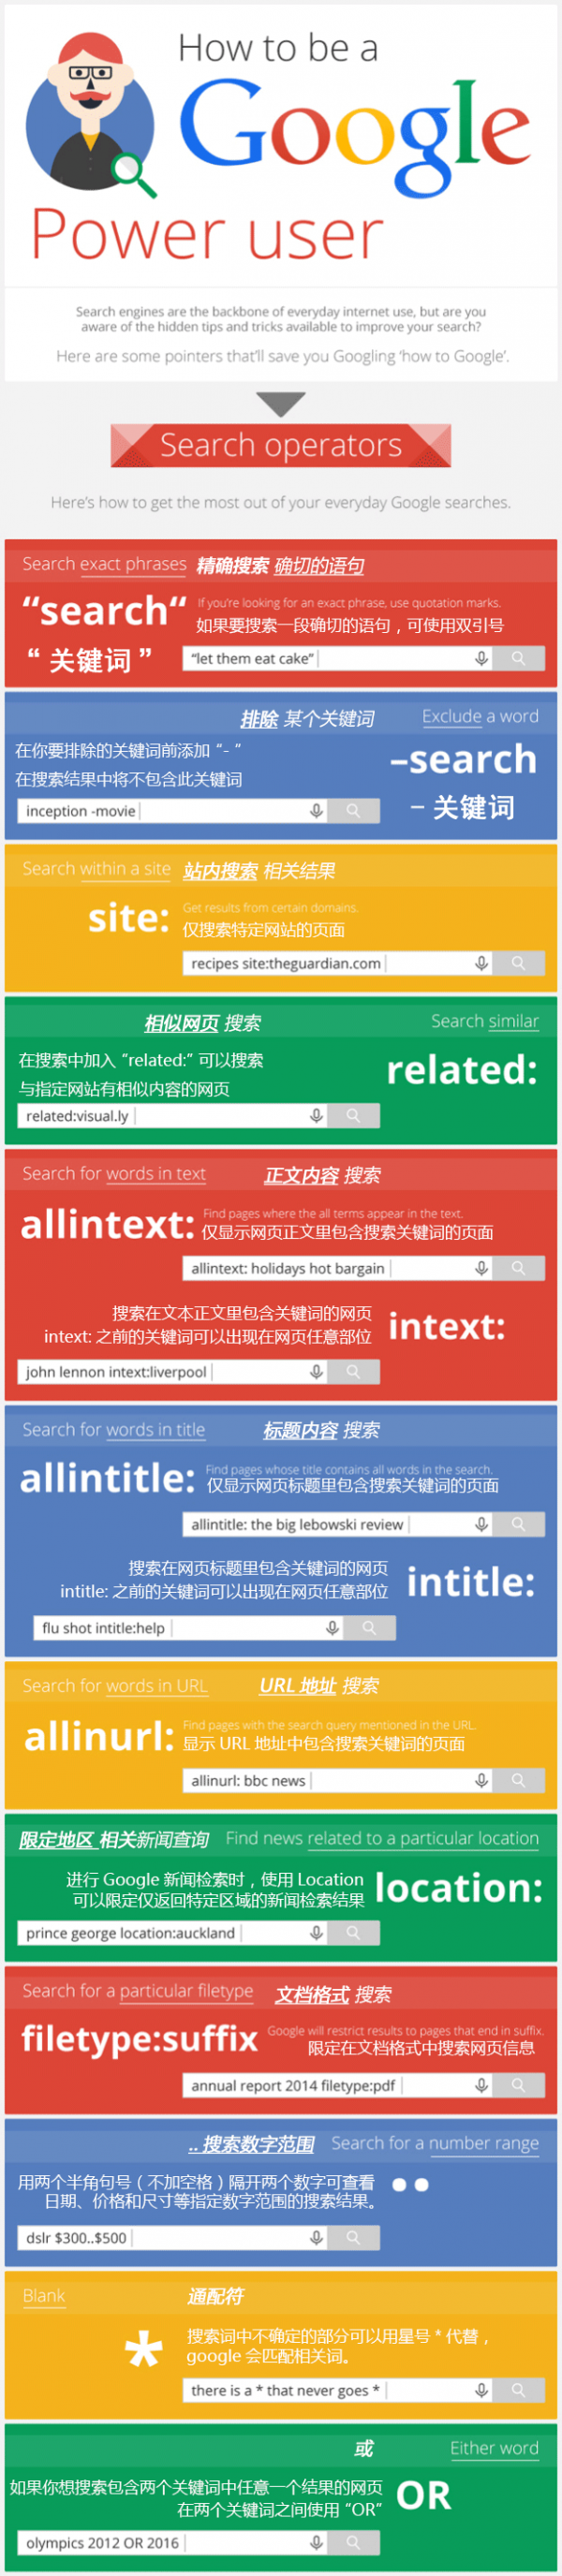 How to be a
Google
Power user
Search engines are the backbone of everyday internet use, but are you
aware of the hidden tips and tricks available to improve your search?
Here are some pointers that'll save you Googling 'how to Google'.
Search operators
Here's how to get the most out of your everyday Google searches.
Search exact phrases 精确搜索 确切的语句
“search“ If you're looking for an exact phrase, use quotation marks.
如果要搜索一段确切的语句，可使用双引号
“ 关键词 ”
“let them eat cake”
排除 某个关键词 Exclude a word
在你要排除的关键词前添加 “- ”
–search
在搜索结果中将不包含此关键词
– 关键词
inception -movie
Search within a site 站内搜索 相关结果
site: Get results from certain domains.
仅搜索特定网站的页面
recipes site:theguardian.com
相似网页 搜索 Search similar
在搜索中加入 “related:” 可以搜索
与指定网站有相似内容的网页
related:
related:visual.ly
Search for words in text 正文内容 搜索
allintext: Find pages where the all terms appear in the text.
仅显示网页正文里包含搜索关键词的页面
allintext: holidays hot bargain
搜索在文本正文里包含关键词的网页
intext: 之前的关键词可以出现在网页任意部位
intext:
john lennon intext:liverpool
Search for words in title 标题内容 搜索
allintitle: Find pages whose title contains all words in the search.
仅显示网页标题里包含搜索关键词的页面
allintitle: the big lebowski review
搜索在网页标题里包含关键词的网页
intitle: 之前的关键词可以出现在网页任意部位
intitle:
flu shot intitle:help
Search for words in URL URL 地址 搜索
allinurl: Find pages with the search query mentioned in the URL.
显示 URL 地址中包含搜索关键词的页面
allinurl: bbc news
限定地区 相关新闻查询 Find news related to a particular location
进行 Google 新闻检索时，使用 Location
可以限定仅返回特定区域的新闻检索结果
location:
prince george location:auckland
Search for a particular filetype 文档格式 搜索
filetype:suffix Google will restrict results to pages that end in suffix.
限定在文档格式中搜索网页信息
annual report 2014 filetype:pdf
.. 搜索数字范围 Search for a number range
用两个半角句号（不加空格）隔开两个数字可查看
日期、价格和尺寸等指定数字范围的搜索结果。
..
dslr $300..$500
Blank 通配符
* 搜索词中不确定的部分可以用星号 * 代替，
google 会匹配相关词。
there is a * that never goes *
或 Either word
如果你想搜索包含两个关键词中任意一个结果的网页
在两个关键词之间使用 “OR”
OR
olympics 2012 OR 2016